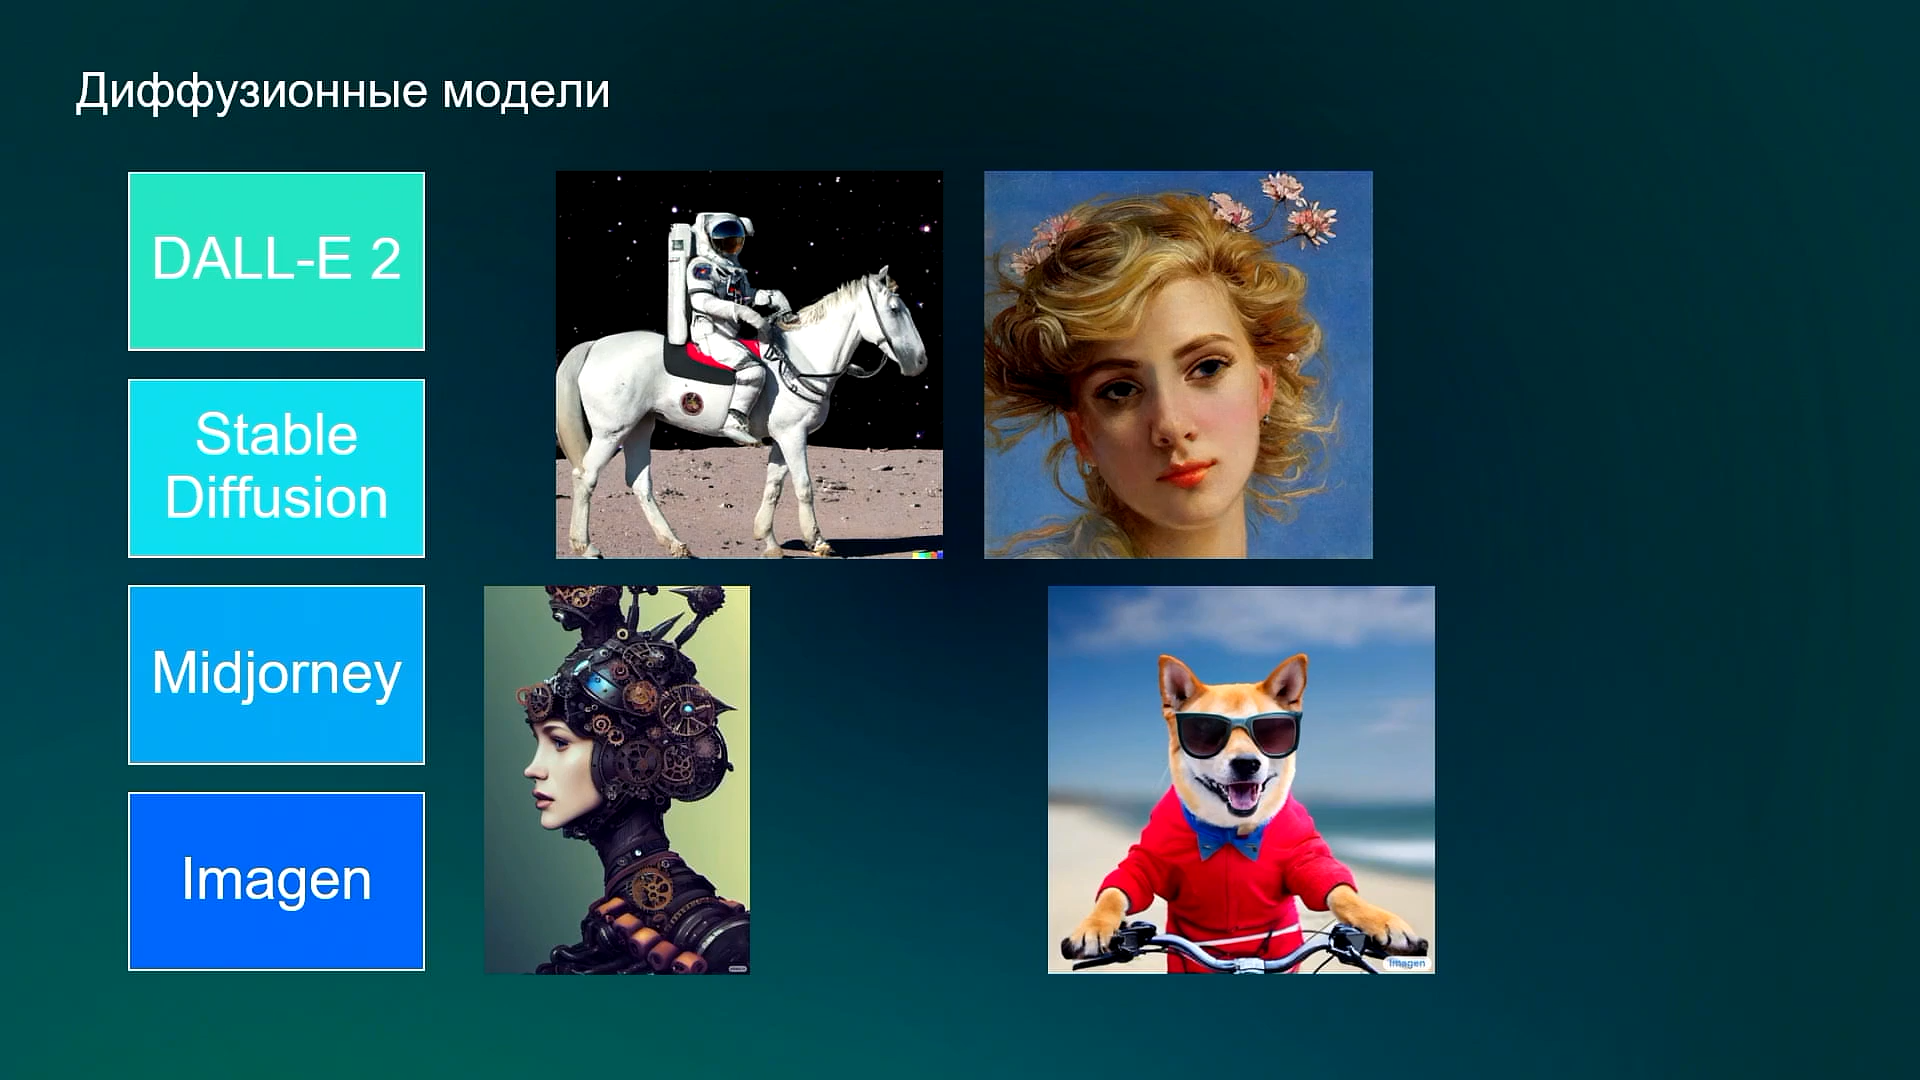 Диффузионные модели
DALL-E 2
Stable
Diffusion
Midjorney
Imagen
Imagen